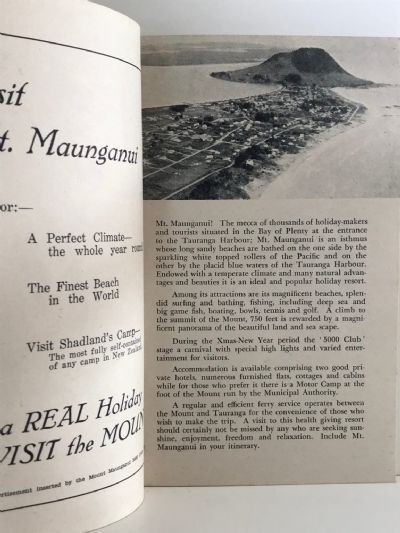 sit
t. Maunganui
or:—
A Perfect Climate—
the whole year round
The Finest Beach
in the World
Visit Shadland's Camp—
The most fully self-contained
of any camp in New Zealand
a REAL Holiday
VISIT the MOUN
ertisement inserted by the Mount Maunganui
Mt. Maunganui! The mecca of thousands of holiday-makers
and tourists situated in the Bay of Plenty at the entrance
to the Tauranga Harbour; Mt. Maunganui is an isthmus
whose long sandy beaches are bathed on the one side by the
sparkling white topped rollers of the Pacific and on the
other by the placid blue waters of the Tauranga Harbour.
Endowed with a temperate climate and many natural advan-
tages and beauties it is an ideal and popular holiday resort.
Among its attractions are its magnificent beaches, splen-
did surfing and bathing, fishing, including deep sea and
big game fish, boating, bowls, tennis and golf. A climb to
the summit of the Mount, 750 feet is rewarded by a magni-
ficent panorama of the beautiful land and sea scape.
During the Xmas-New Year period the '5000 Club'
stage a carnival with special high lights and varied enter-
tainment for visitors.
Accommodation is available comprising two good pri-
vate hotels, numerous furnished flats, cottages and cabins
while for those who prefer it there is a Motor Camp at the
foot of the Mount run by the Municipal Authority.
A regular and efficient ferry service operates between
the Mount and Tauranga for the convenience of those who
wish to make the trip. A visit to this health giving resort
should certainly not be missed by any who are seeking sun-
shine, enjoyment, freedom and relaxation. Include Mt.
Maunganui in your itinerary.